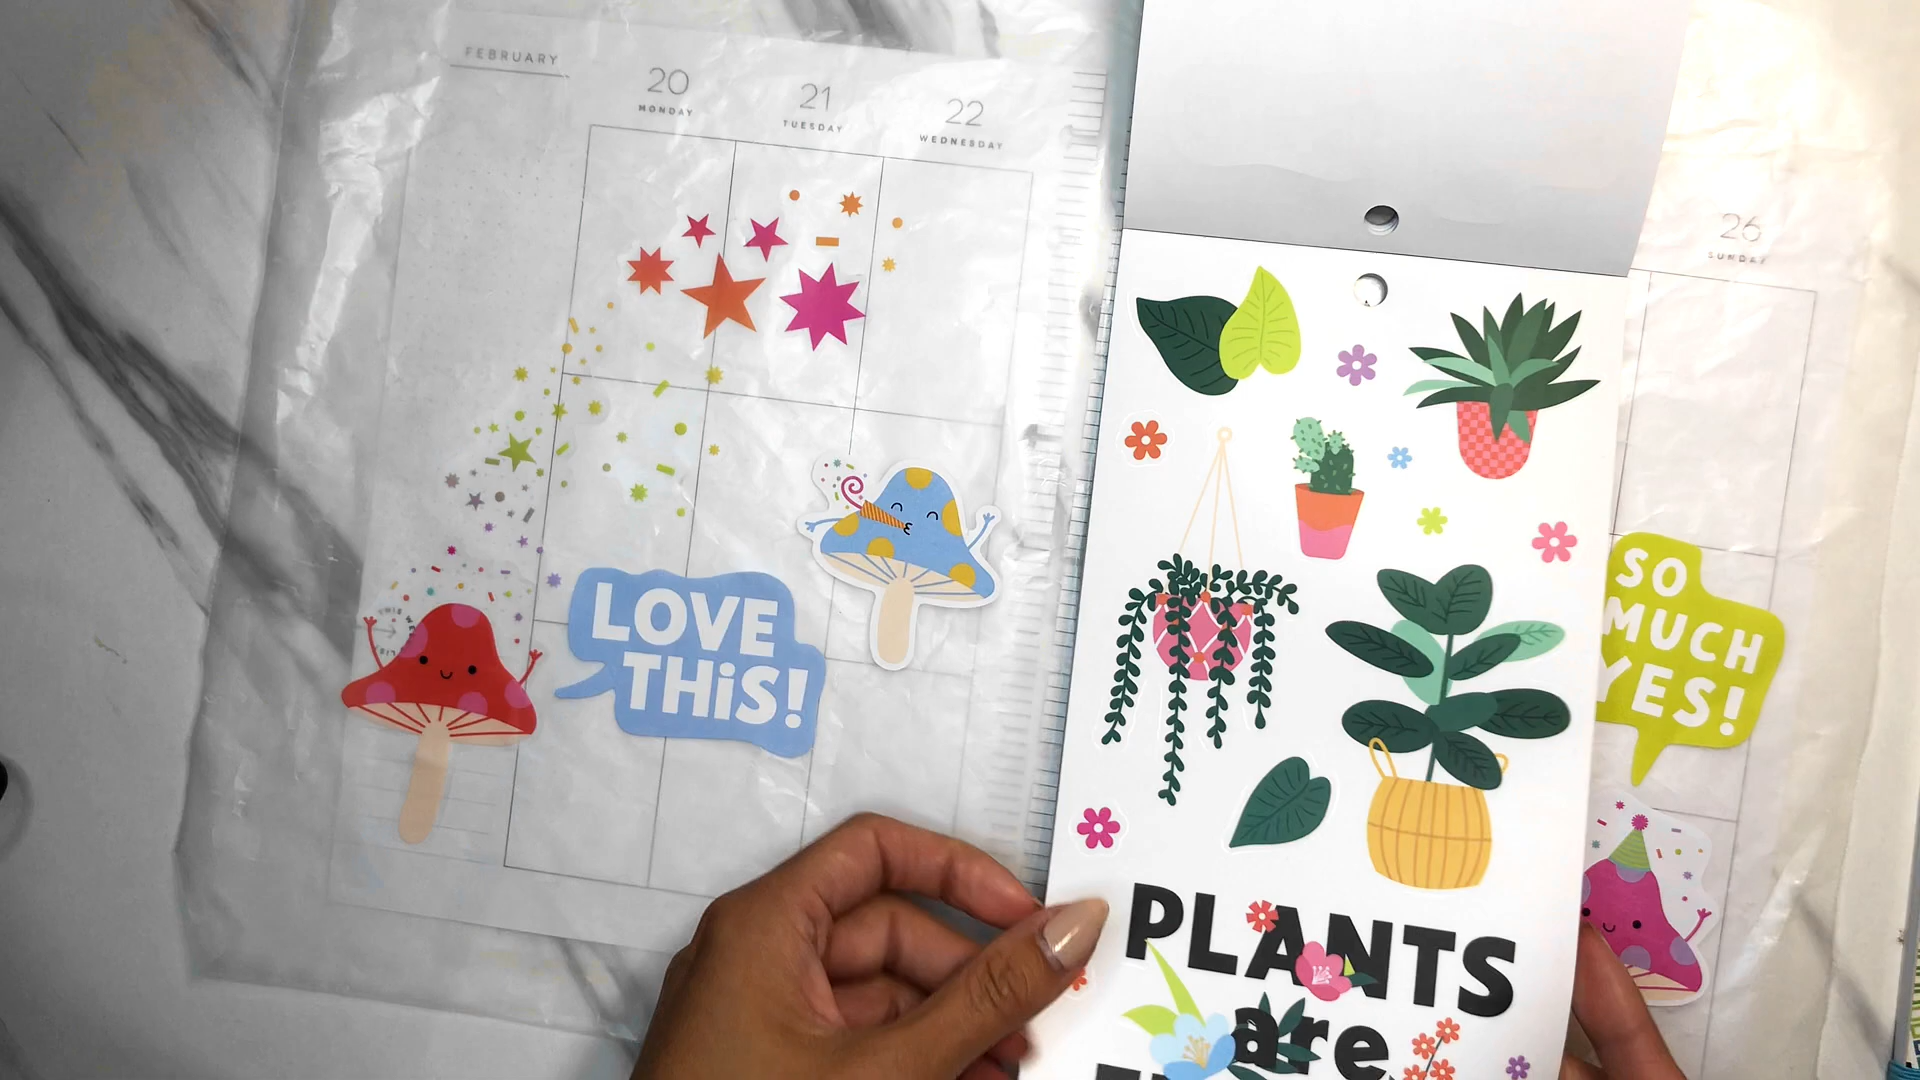 FEBRUARY
20
MONDAY
21
TUESDAY
22
WEDNESDAY
26
SUNDAY
LOVE
THiS!
SO
MUCH
YES!
PLANTS
are